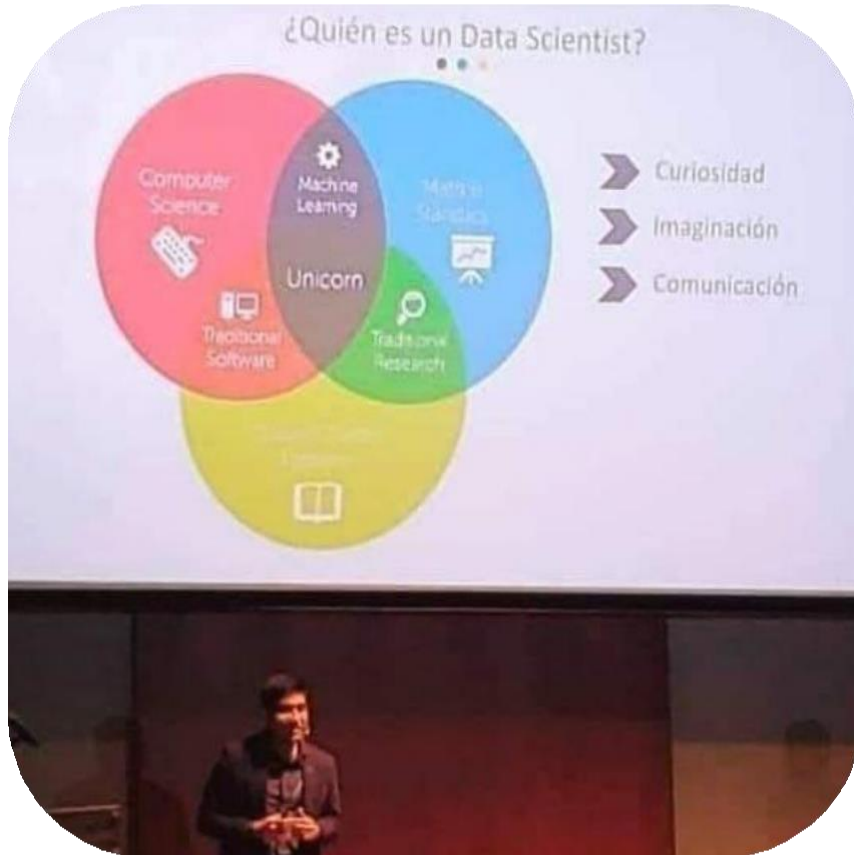 ¿Quién es un Data Scientist?
Computer
Science
Machine
Learning
Unicorn
Traditional
Software
Traditional
Research
Curiosidad
Imaginación
Comunicación